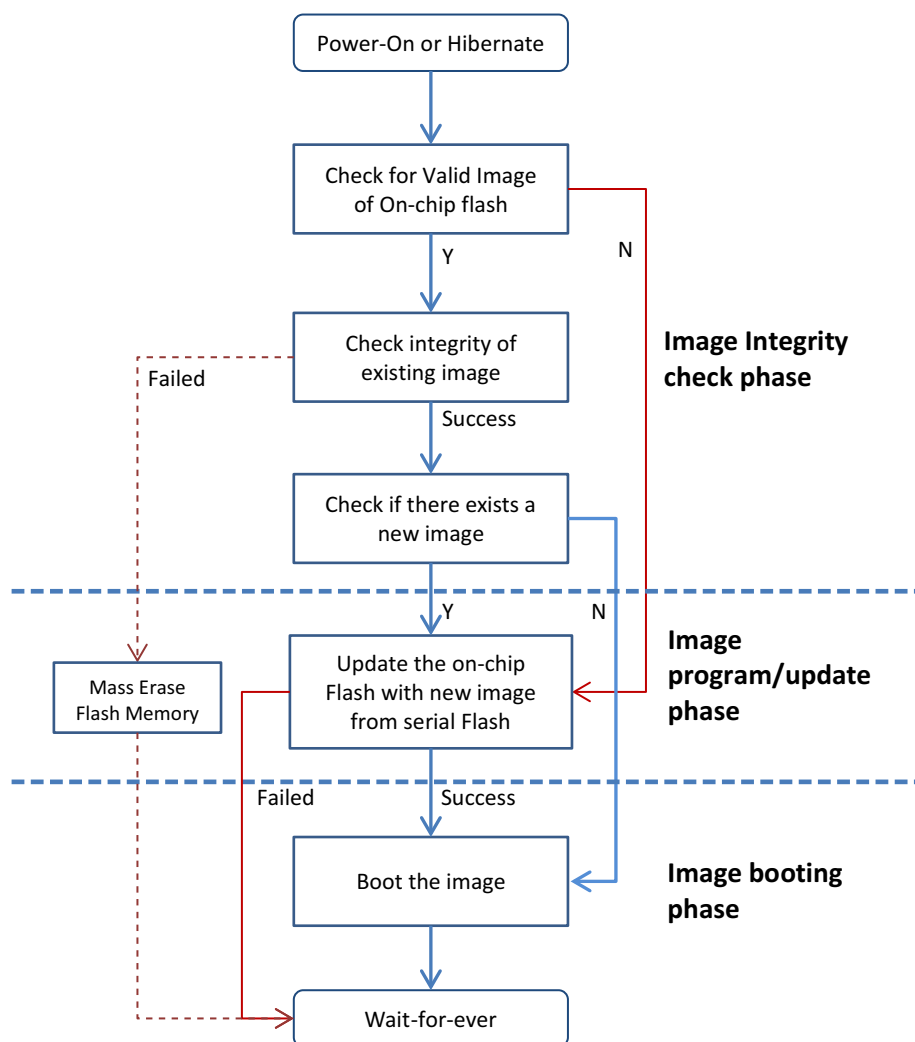 Power-On or Hibernate
Check for Valid Image
of On-chip flash
Y
N
Image Integrity
check phase
Check integrity of
existing image
Failed
Success
Check if there exists a
new image
Y
N
Image
program/update
phase
Update the on-chip
Flash with new image
from serial Flash
Mass Erase
Flash Memory
Failed
Success
Boot the image
Image booting
phase
Wait-for-ever